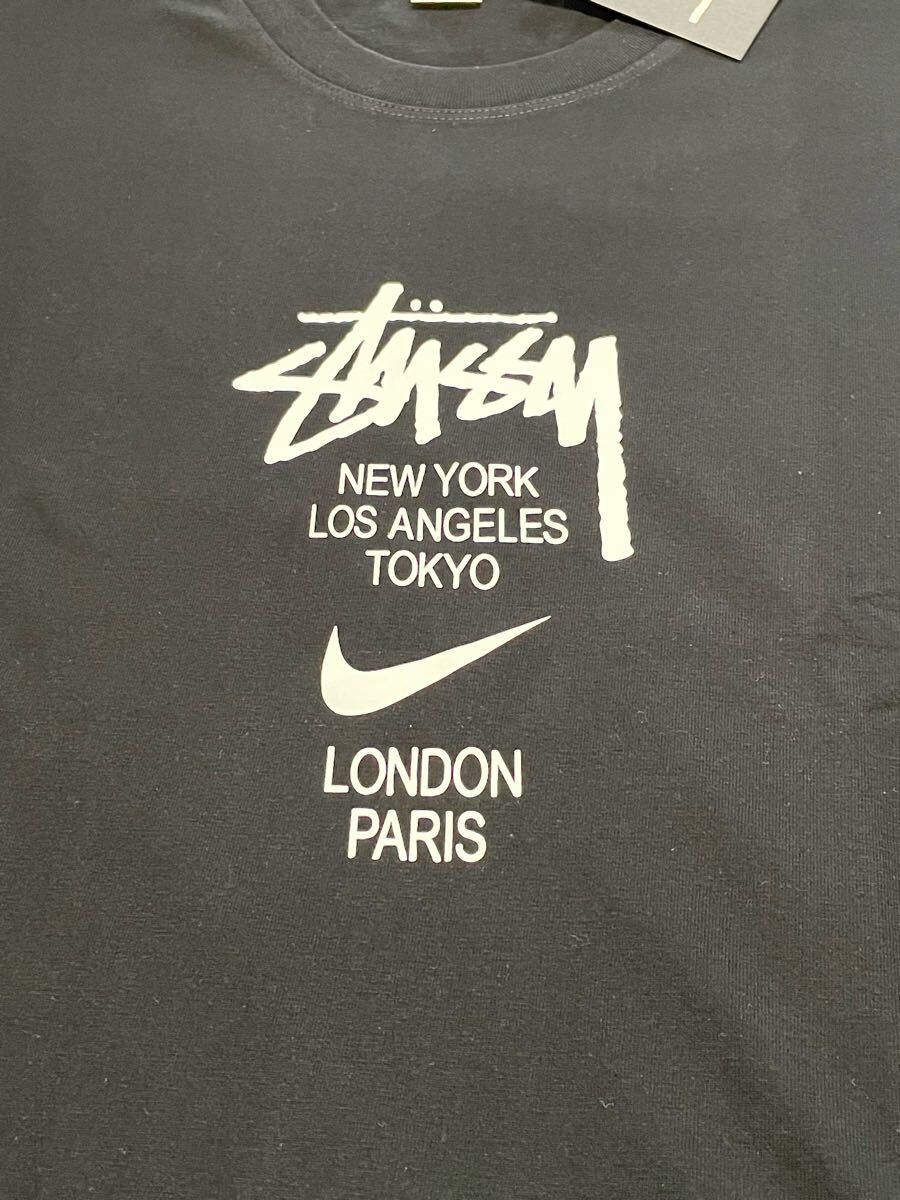 Stüssy
NEW YORK
LOS ANGELES
TOKYO
LONDON
PARIS